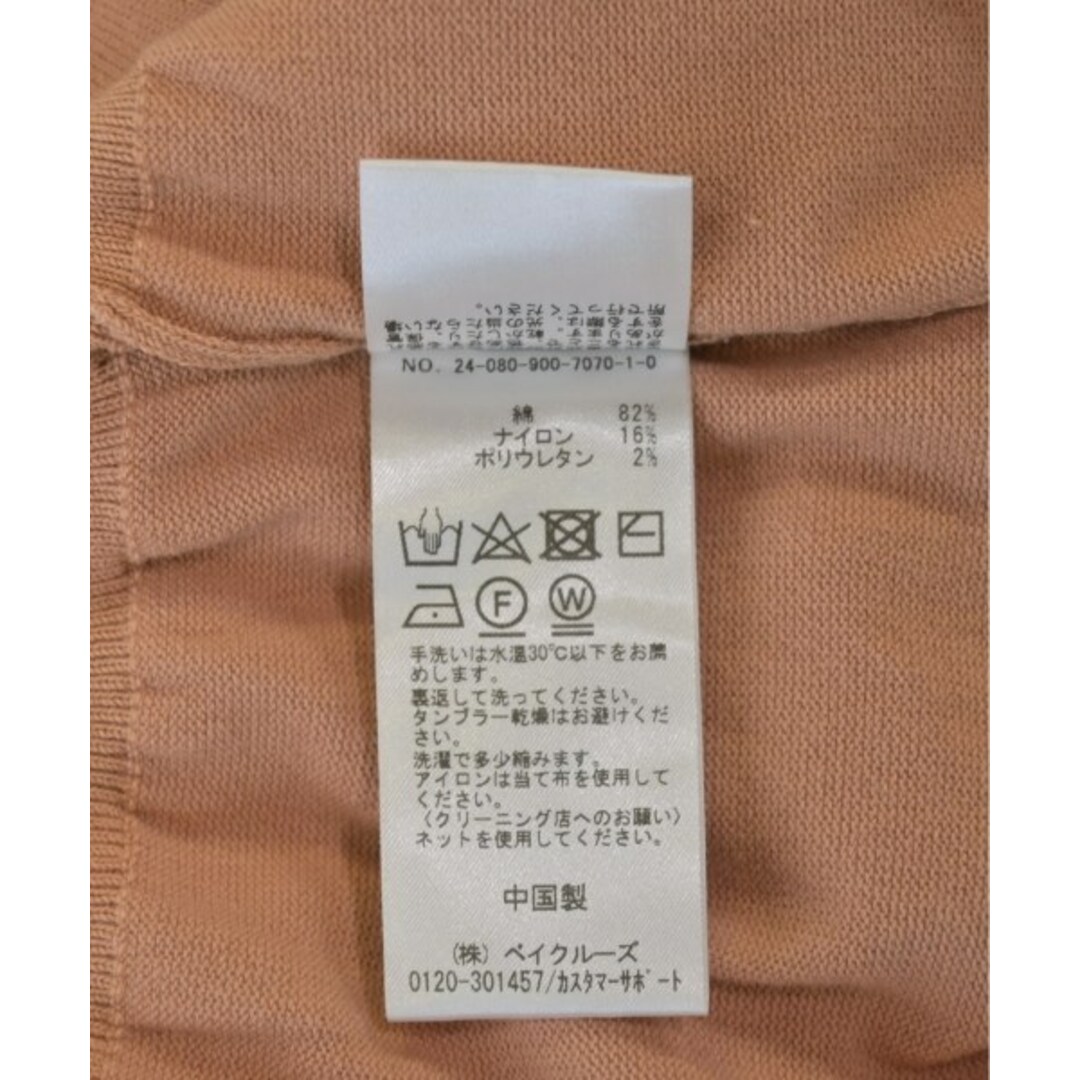 NO. 24-080-900-7070-1-0
綿 82%
ナイロン 16%
ポリウレタン 2%
F W
手洗いは水温30℃以下をお薦
めします。
裏返して洗ってください。
タンブラー乾燥はお避けくだ
さい。
洗濯で多少縮みます。
アイロンは当て布を使用して
ください。
〈クリーニング店へのお願い〉
ネットを使用してください。
中国製
(株) ベイクルーズ
0120-301457/ｶｽﾀﾏｰｻﾎﾟｰﾄ